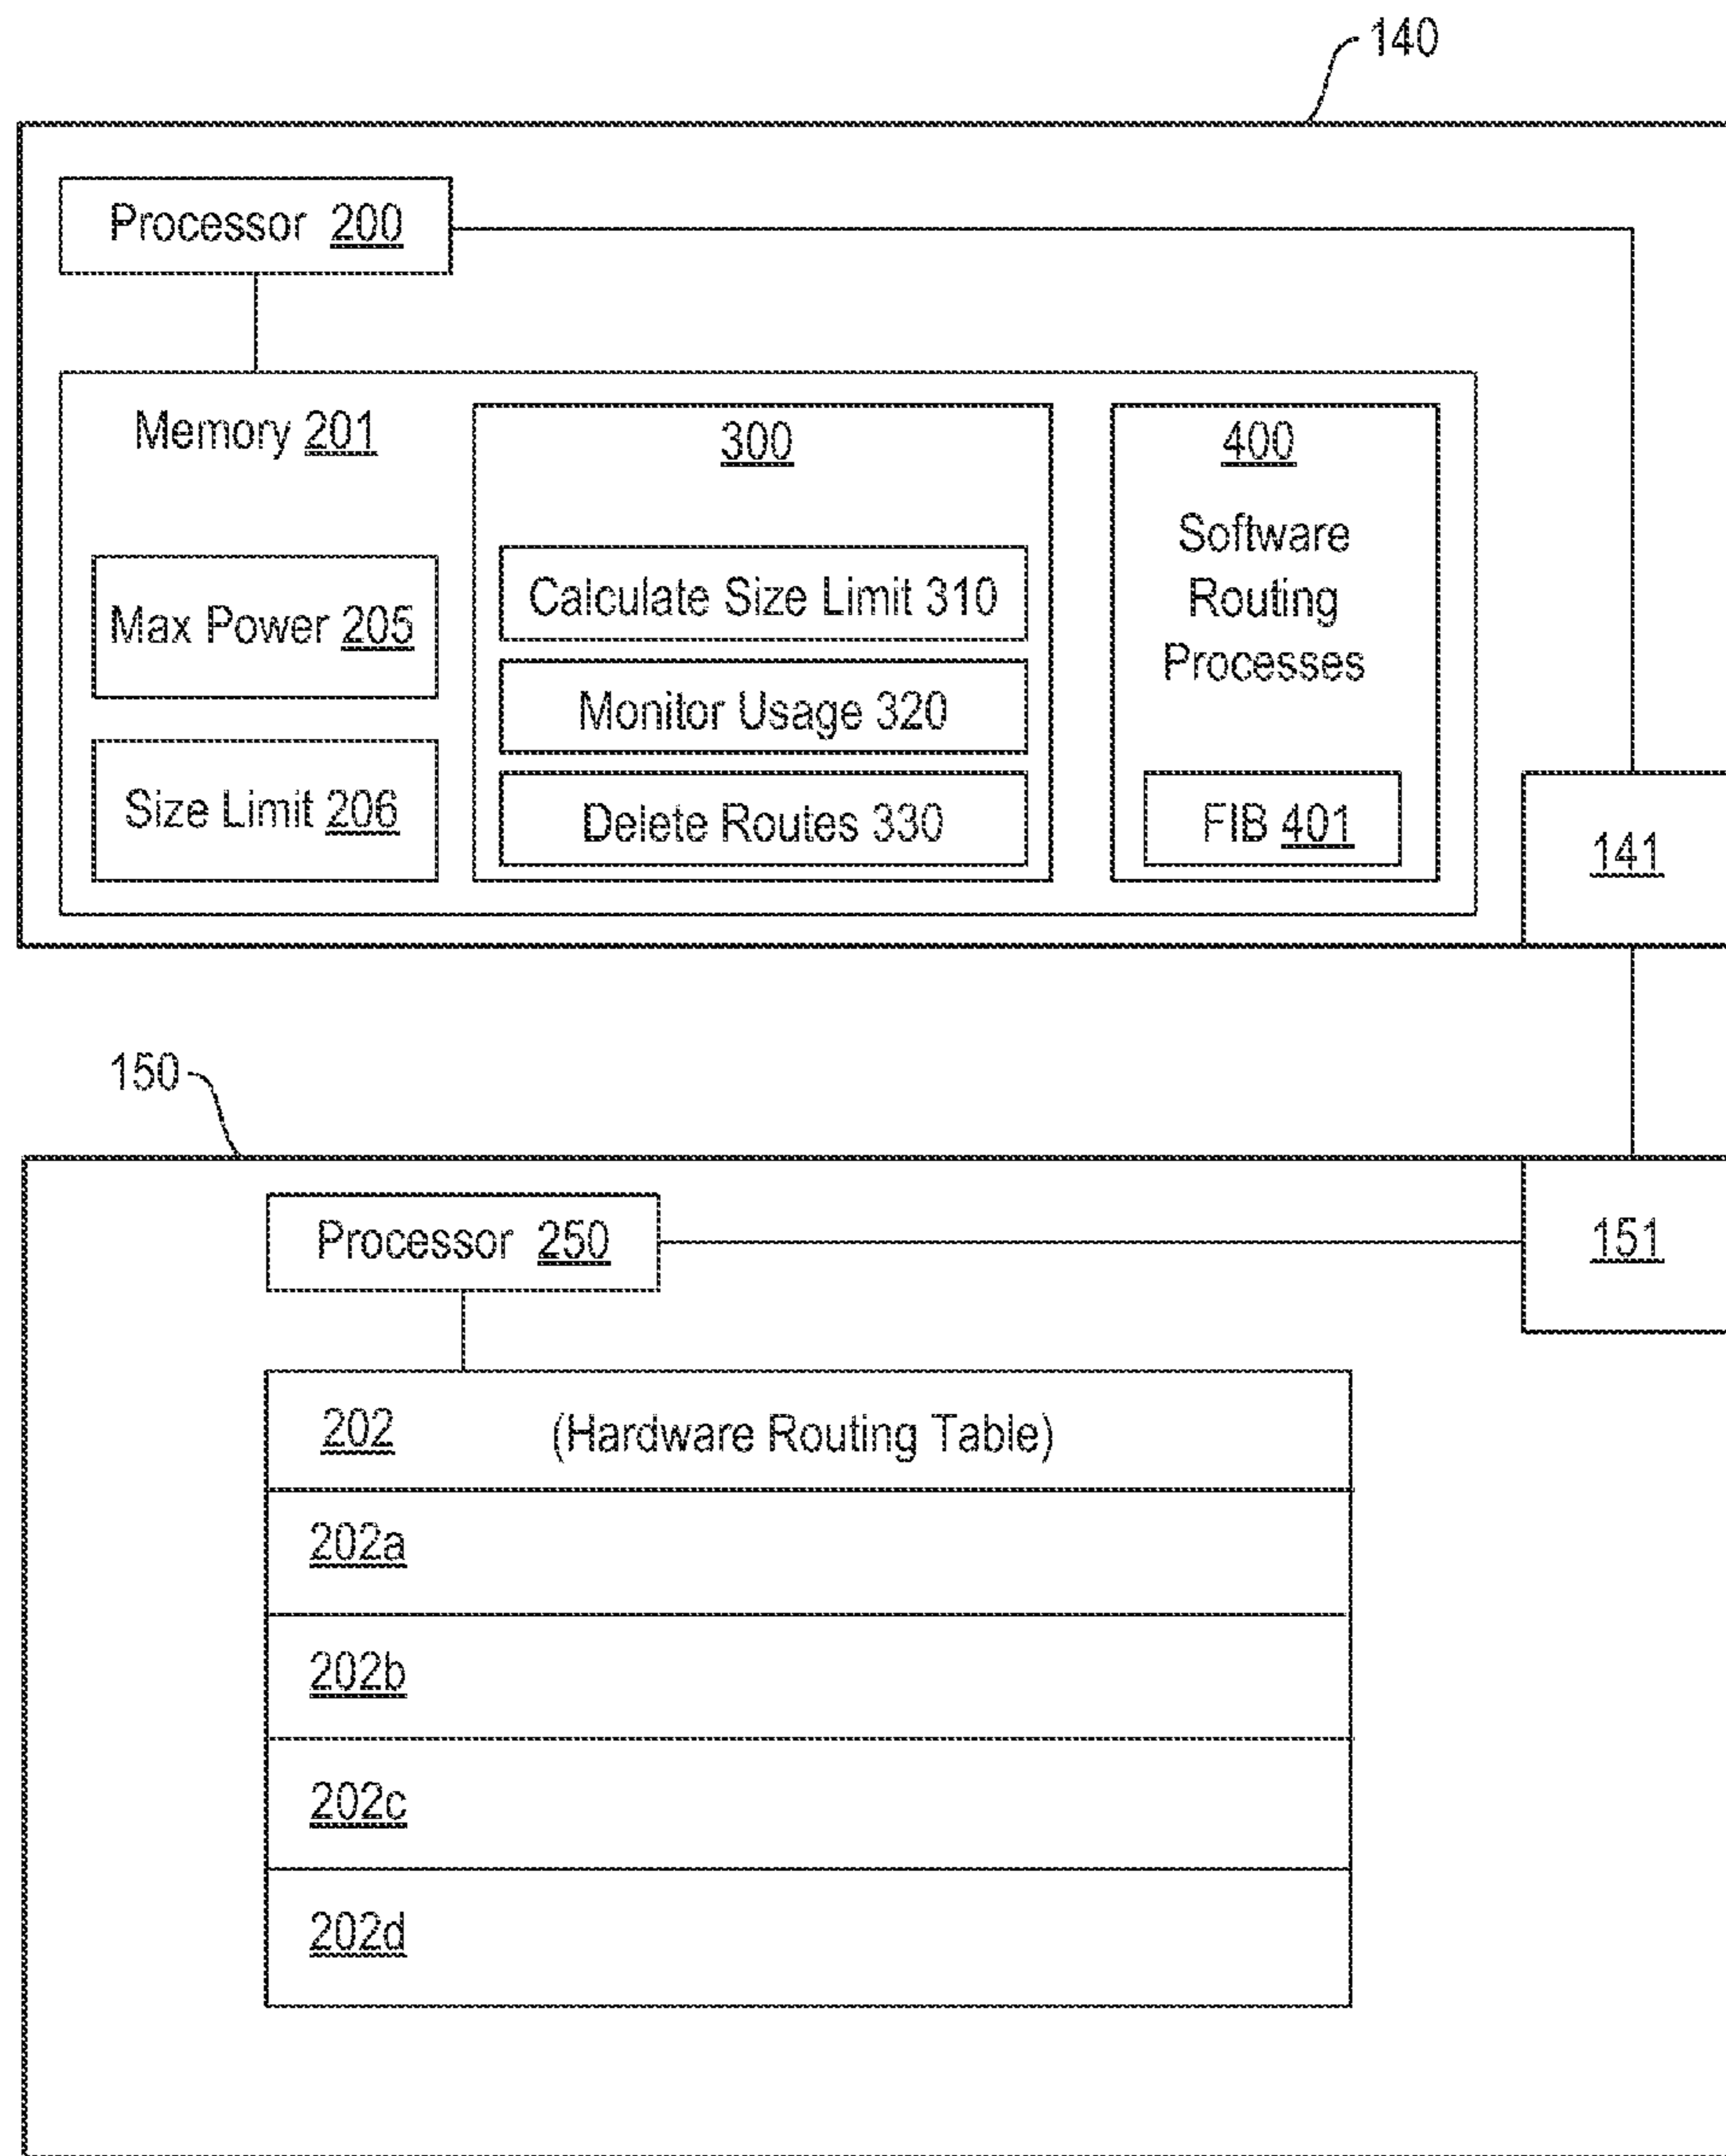 140
Processor 200
Memory 201
300
400
Software
Routing
Processes
Calculate Size Limit 310
Max Power 205
Monitor Usage 320
Size Limit 206
Delete Routes 330
FIB 401
141
150
Processor 250
151
202 (Hardware Routing Table)
202a
202b
202c
202d